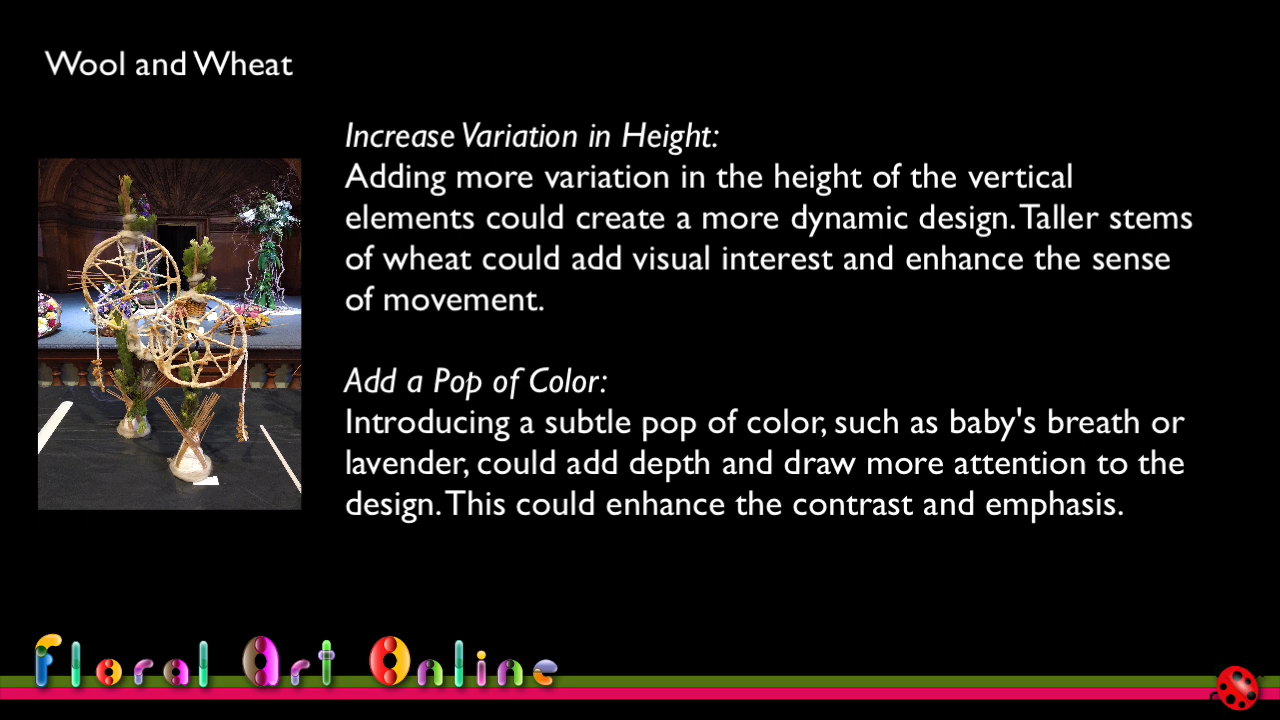 Wool and Wheat
Increase Variation in Height:
Adding more variation in the height of the vertical
elements could create a more dynamic design. Taller stems
of wheat could add visual interest and enhance the sense
of movement.
Add a Pop of Color:
Introducing a subtle pop of color, such as baby's breath or
lavender, could add depth and draw more attention to the
design. This could enhance the contrast and emphasis.
Floral Art Online